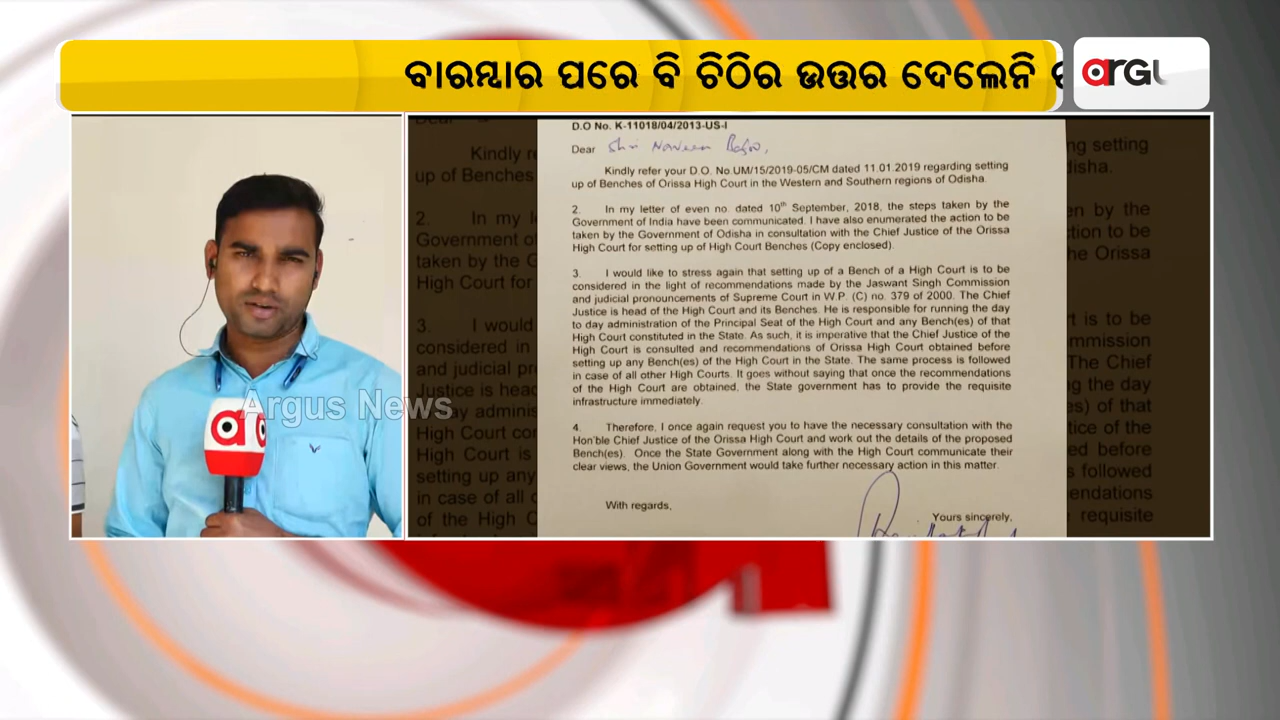 ବାରମ୍ବାର ପରେ ବି ଚିଠିର ଉତ୍ତର ଦେଲେନି
arGU
D.O No. K-11018/04/2013-US-I
Dear Shri Naveen Babu,
Kindly refer your D.O. No.UM/15/2019-05/CM dated 11.01.2019 regarding setting
up of Benches of Orissa High Court in the Western and Southern regions of Odisha.
2. In my letter of even no. dated 10th September, 2018, the steps taken by the
Government of India have been communicated. I have also enumerated the action to be
taken by the Government of Odisha in consultation with the Chief Justice of the Orissa
High Court for setting up of High Court Benches (Copy enclosed).
3. I would like to stress again that setting up of a Bench of a High Court is to be
considered in the light of recommendations made by the Jaswant Singh Commission
and judicial pronouncements of Supreme Court in W.P. (C) no. 379 of 2000. The Chief
Justice is head of the High Court and its Benches. He is responsible for running the day
to day administration of the Principal Seat of the High Court and any Bench(es) of that
High Court constituted in the State. As such, it is imperative that the Chief Justice of the
High Court is consulted and recommendations of Orissa High Court obtained before
setting up any Bench(es) of the High Court in the State. The same process is followed
in case of all other High Courts. It goes without saying that once the recommendations
of the High Court are obtained, the State government has to provide the requisite
infrastructure immediately.
4. Therefore, I once again request you to have the necessary consultation with the
Hon'ble Chief Justice of the Orissa High Court and work out the details of the proposed
Bench(es). Once the State Government along with the High Court communicate their
clear views, the Union Government would take further necessary action in this matter.
With regards,
Yours sincerely,
Argus News